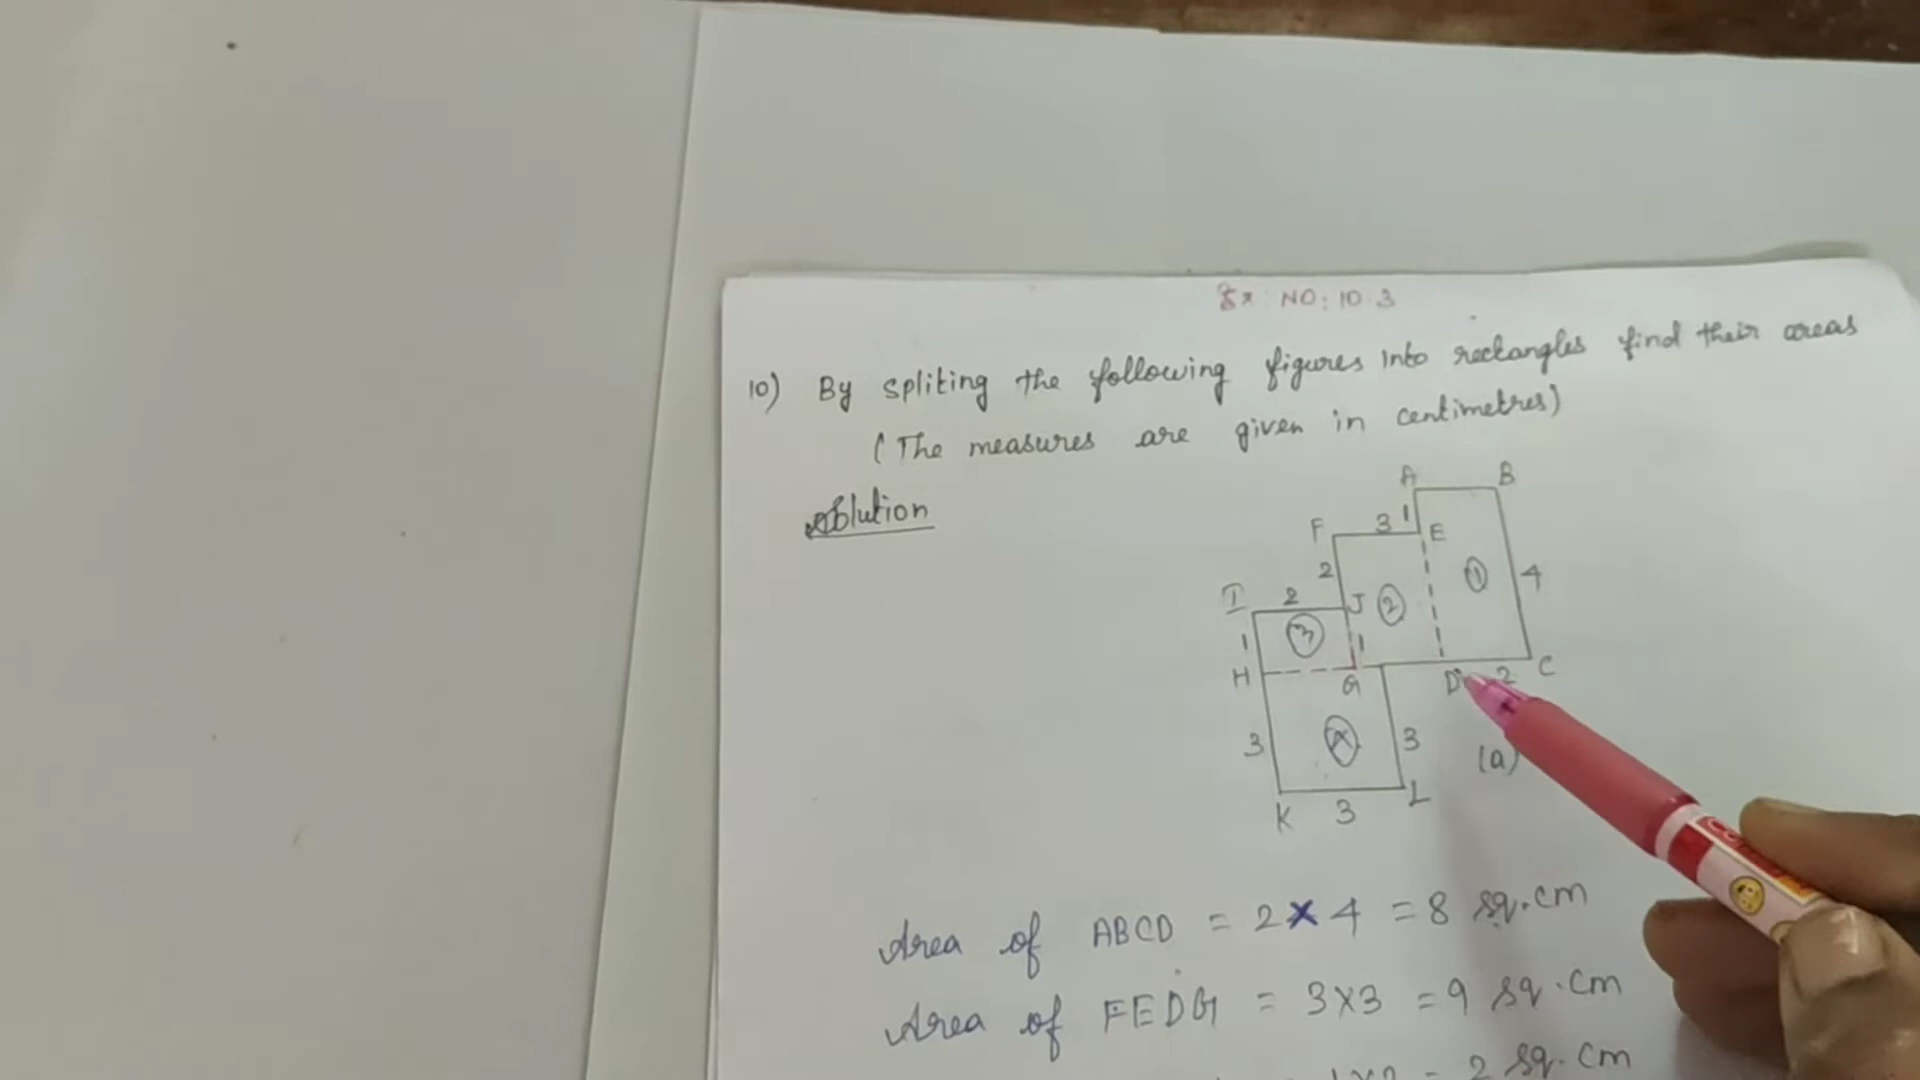 Ex: NO: 10.3
10) By spliting the following figures into rectangles find their areas
(The measures are given in centimetres)
Solution
A B
F 3 1 E
2 1 4
I 2 J 2
1 3 1
H G D 2 C
3 4 3 (a)
K 3 L
Area of ABCD = 2 × 4 = 8 sq.cm
Area of FEDG = 3×3 = 9 sq.cm
1×2 = 2 sq.cm